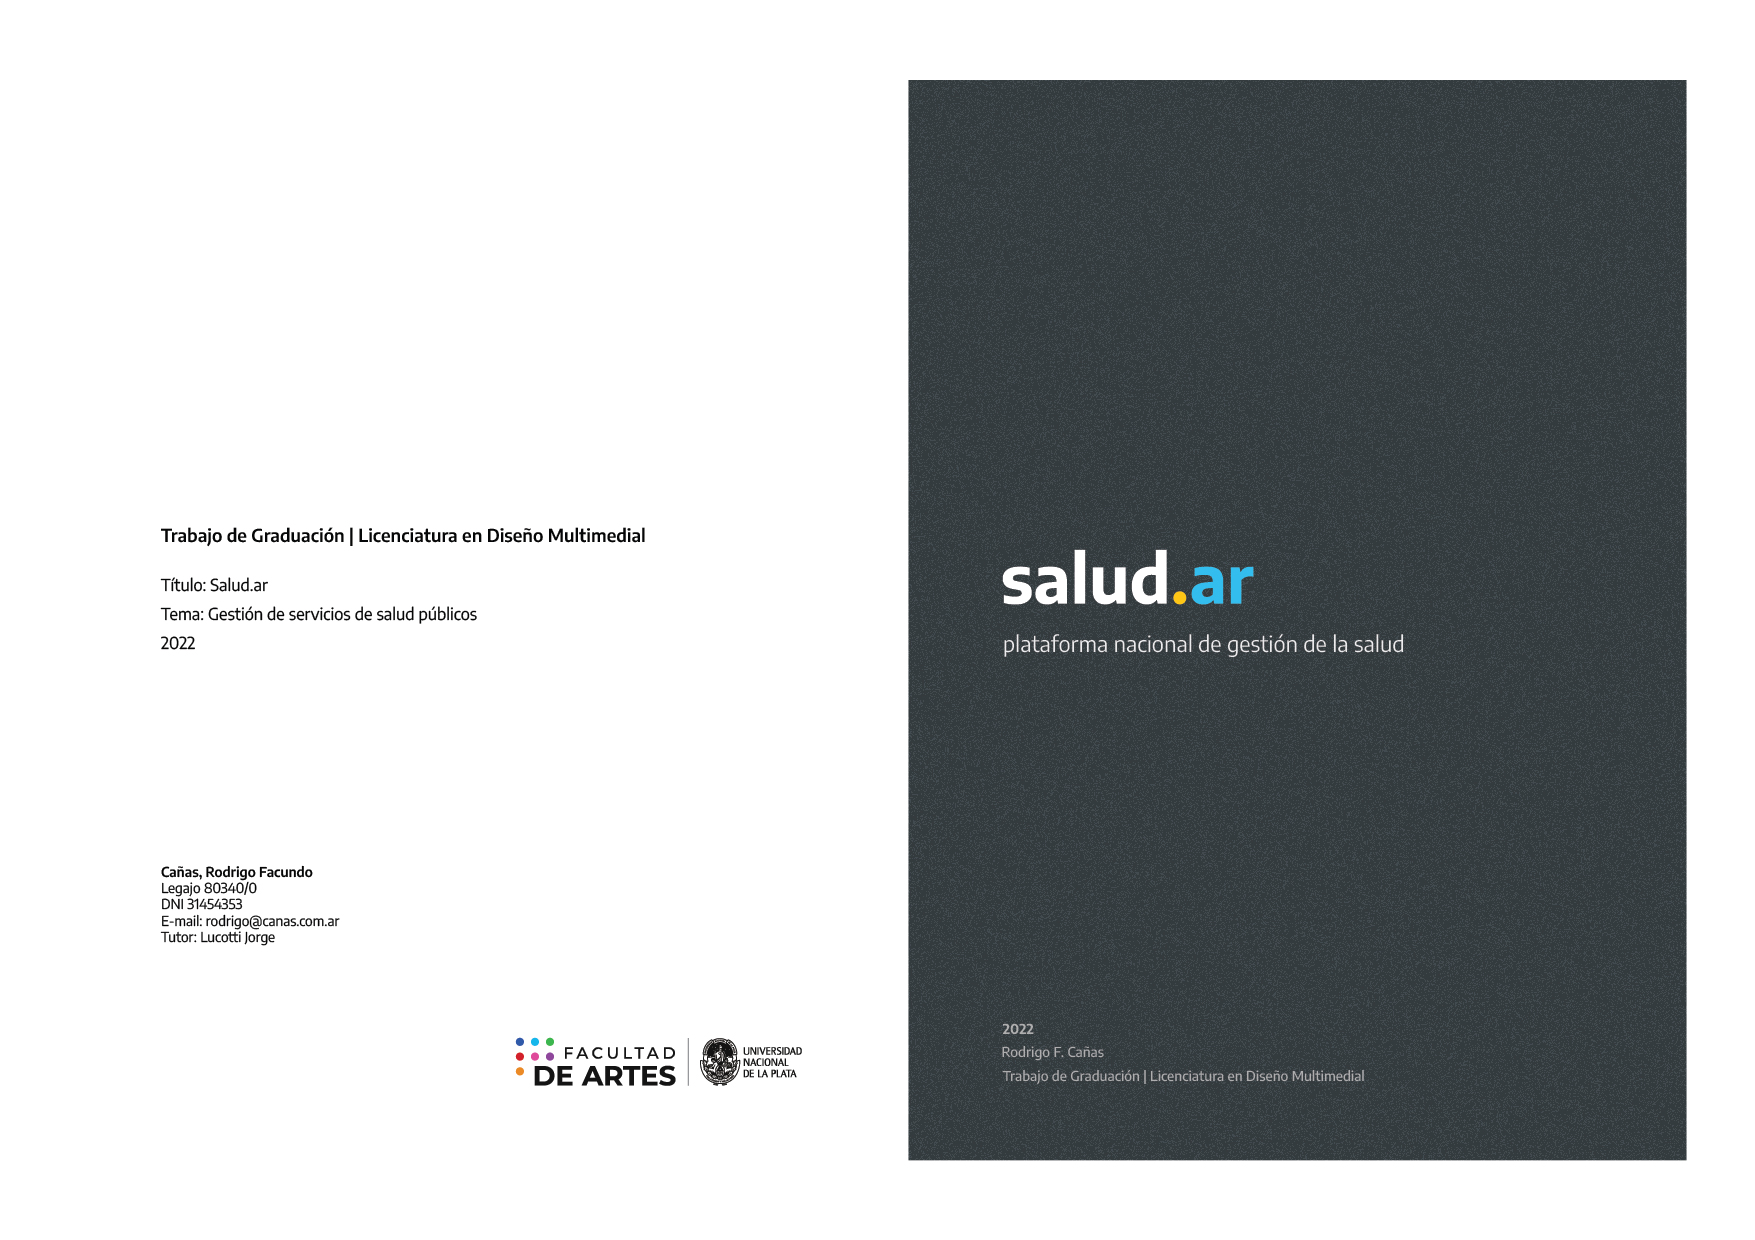 Trabajo de Graduación | Licenciatura en Diseño Multimedial
Título: Salud.ar
Tema: Gestión de servicios de salud públicos
2022
Cañas, Rodrigo Facundo
Legajo 80340/0
DNI 31454353
E-mail: rodrigo@canas.com.ar
Tutor: Lucotti Jorge
FACULTAD
DE ARTES
UNIVERSIDAD
NACIONAL
DE LA PLATA
salud.ar
plataforma nacional de gestión de la salud
2022
Rodrigo F. Cañas
Trabajo de Graduación | Licenciatura en Diseño Multimedial